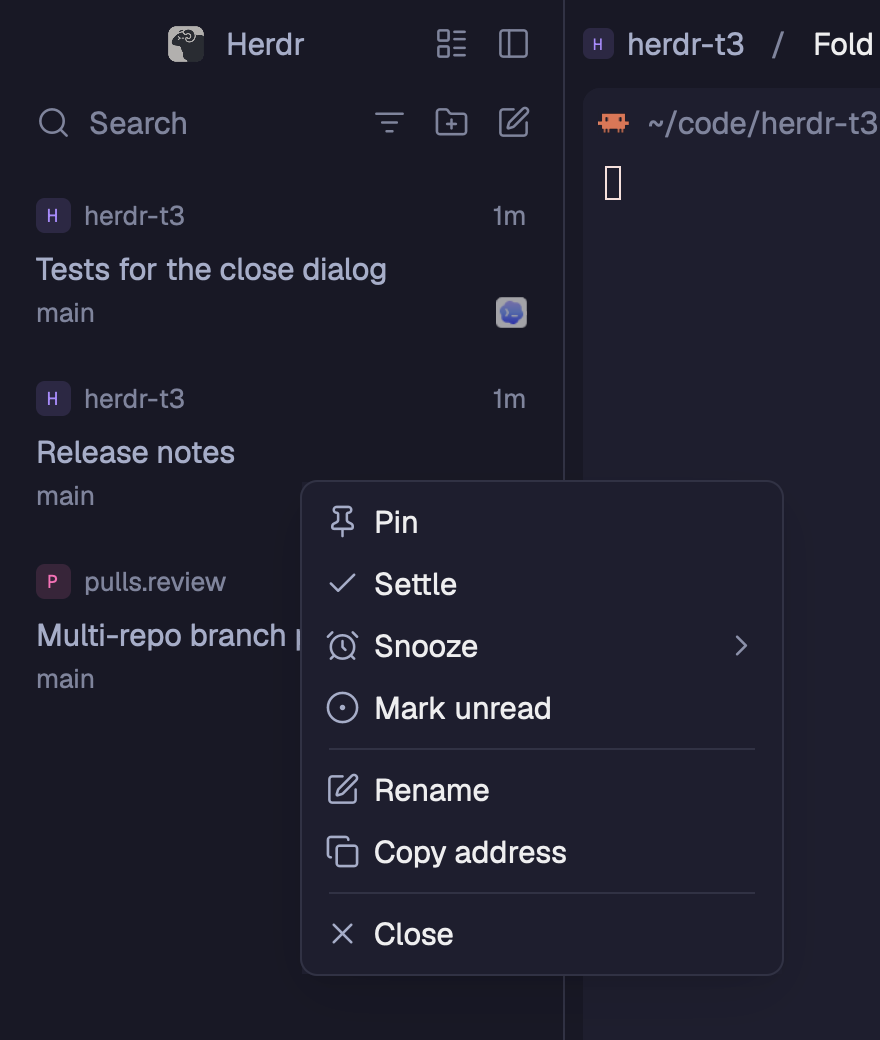 Herdr
Search
H herdr-t3 1m
Tests for the close dialog
main
H herdr-t3 1m
Release notes
main
P pulls.review
Multi-repo branch
main
Pin
Settle
Snooze
Mark unread
Rename
Copy address
Close
H herdr-t3 / Fold
~/code/herdr-t3